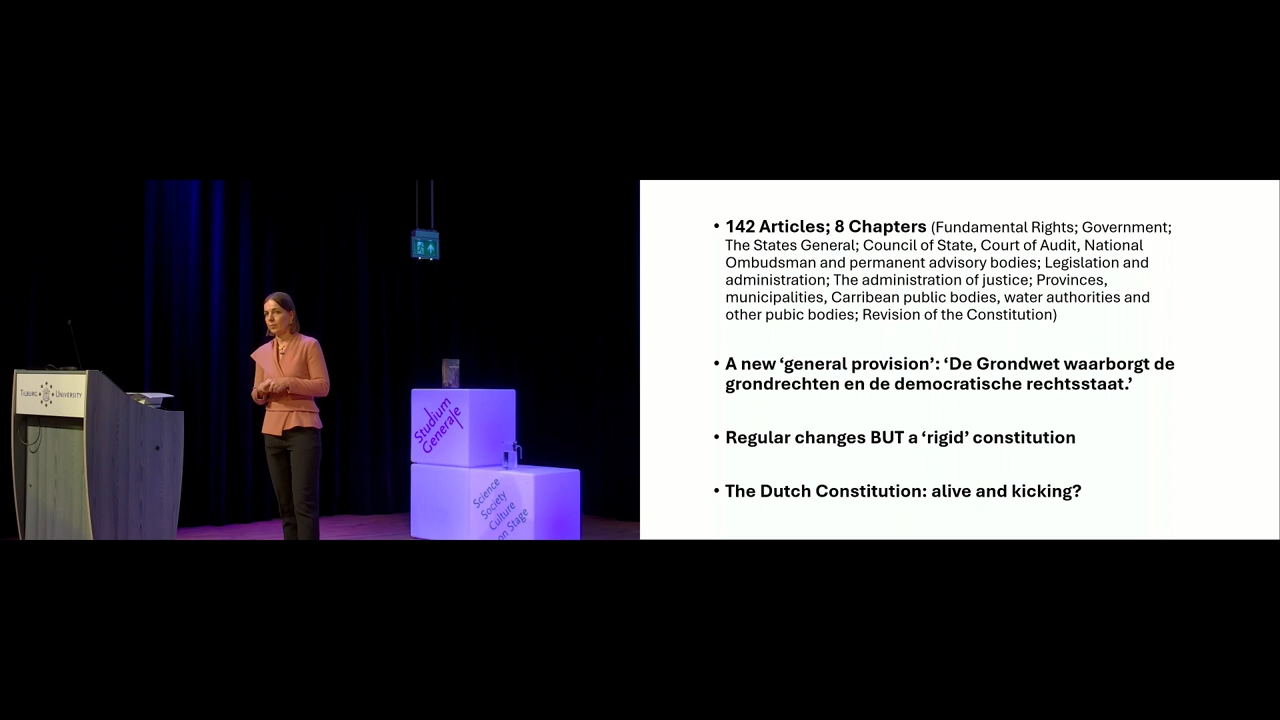 TILBURG UNIVERSITY
Studium
Generale
Science
Society
Culture
on Stage
• 142 Articles; 8 Chapters (Fundamental Rights; Government;
The States General; Council of State, Court of Audit, National
Ombudsman and permanent advisory bodies; Legislation and
administration; The administration of justice; Provinces,
municipalities, Carribean public bodies, water authorities and
other pubic bodies; Revision of the Constitution)
• A new ‘general provision’: ‘De Grondwet waarborgt de
grondrechten en de democratische rechtsstaat.’
• Regular changes BUT a ‘rigid’ constitution
• The Dutch Constitution: alive and kicking?